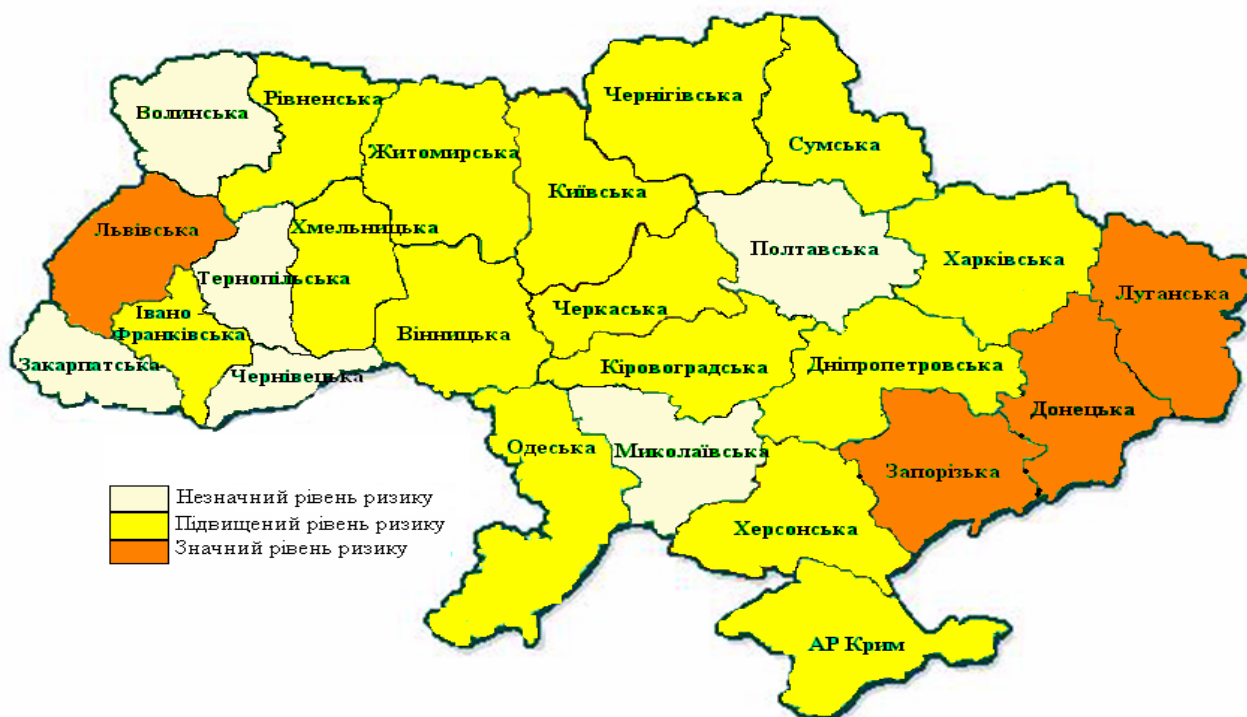 Волинська
Рівненська
Житомирська
Київська
Чернігівська
Сумська
Львівська
Тернопільська
Хмельницька
Полтавська
Харківська
Луганська
Івано
Франківська
Закарпатська
Чернівецька
Вінницька
Черкаська
Кіровоградська
Дніпропетровська
Донецька
Одеська
Миколаївська
Запорізька
Херсонська
АР Крим
Незначний рівень ризику
Підвищений рівень ризику
Значний рівень ризику